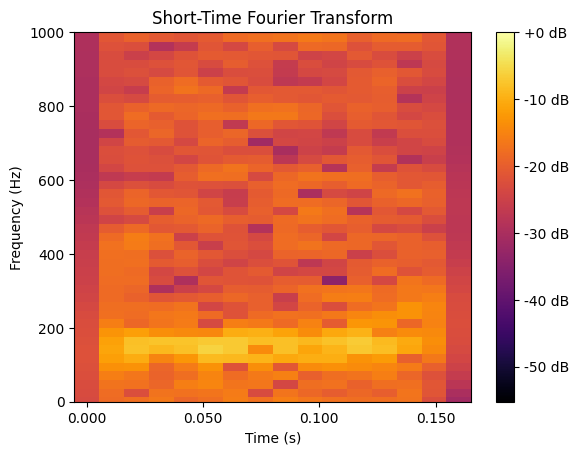 Short-Time Fourier Transform
1000
800
600
400
200
0
Frequency (Hz)
0.000
0.050
0.100
0.150
Time (s)
+0 dB
-10 dB
-20 dB
-30 dB
-40 dB
-50 dB